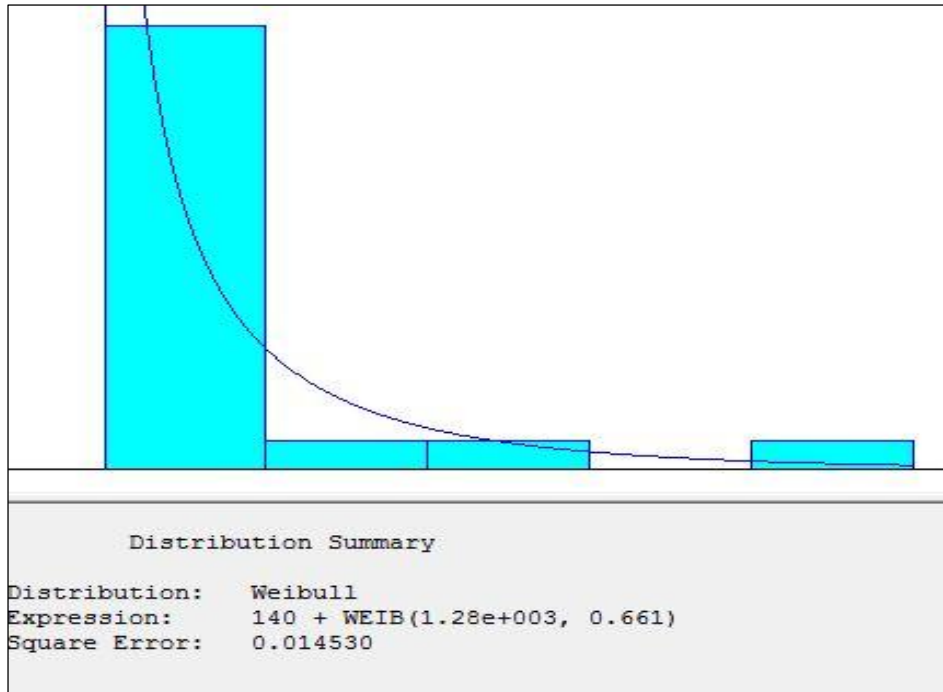 Distribution Summary
Distribution: Weibull
Expression: 140 + WEIB(1.28e+003, 0.661)
Square Error: 0.014530